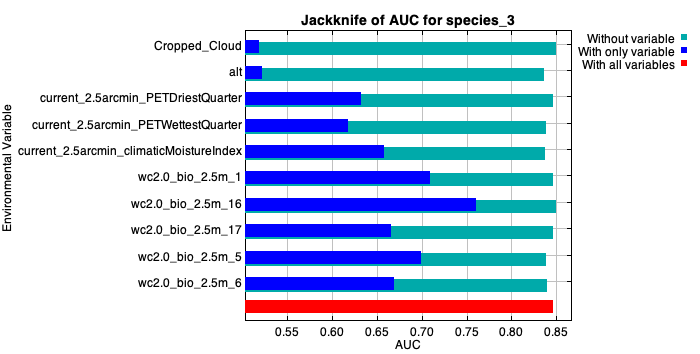 Jackknife of AUC for species_3
Without variable
With only variable
With all variables
Environmental Variable
Cropped_Cloud
alt
current_2.5arcmin_PETDriestQuarter
current_2.5arcmin_PETWettestQuarter
current_2.5arcmin_climaticMoistureIndex
wc2.0_bio_2.5m_1
wc2.0_bio_2.5m_16
wc2.0_bio_2.5m_17
wc2.0_bio_2.5m_5
wc2.0_bio_2.5m_6
0.55 0.60 0.65 0.70 0.75 0.80 0.85
AUC